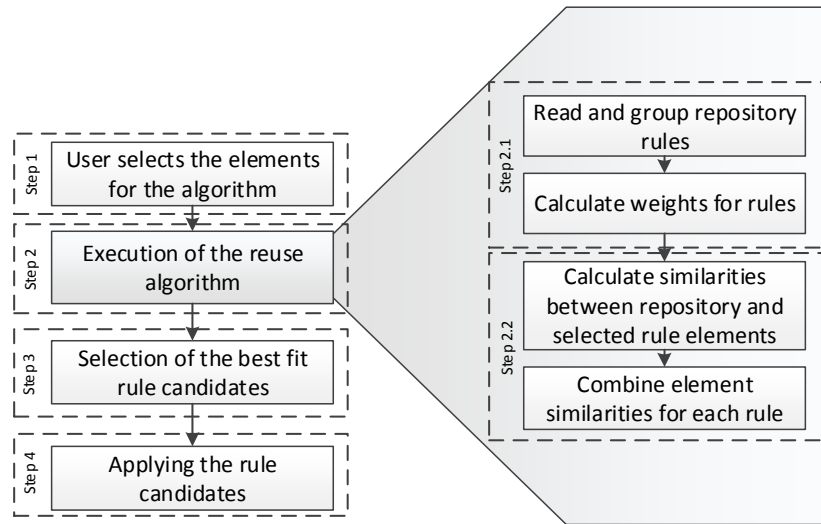 Step 1
User selects the elements
for the algorithm
Step 2
Execution of the reuse
algorithm
Step 3
Selection of the best fit
rule candidates
Step 4
Applying the rule
candidates
Step 2.1
Read and group repository
rules
Calculate weights for rules
Step 2.2
Calculate similarities
between repository and
selected rule elements
Combine element
similarities for each rule